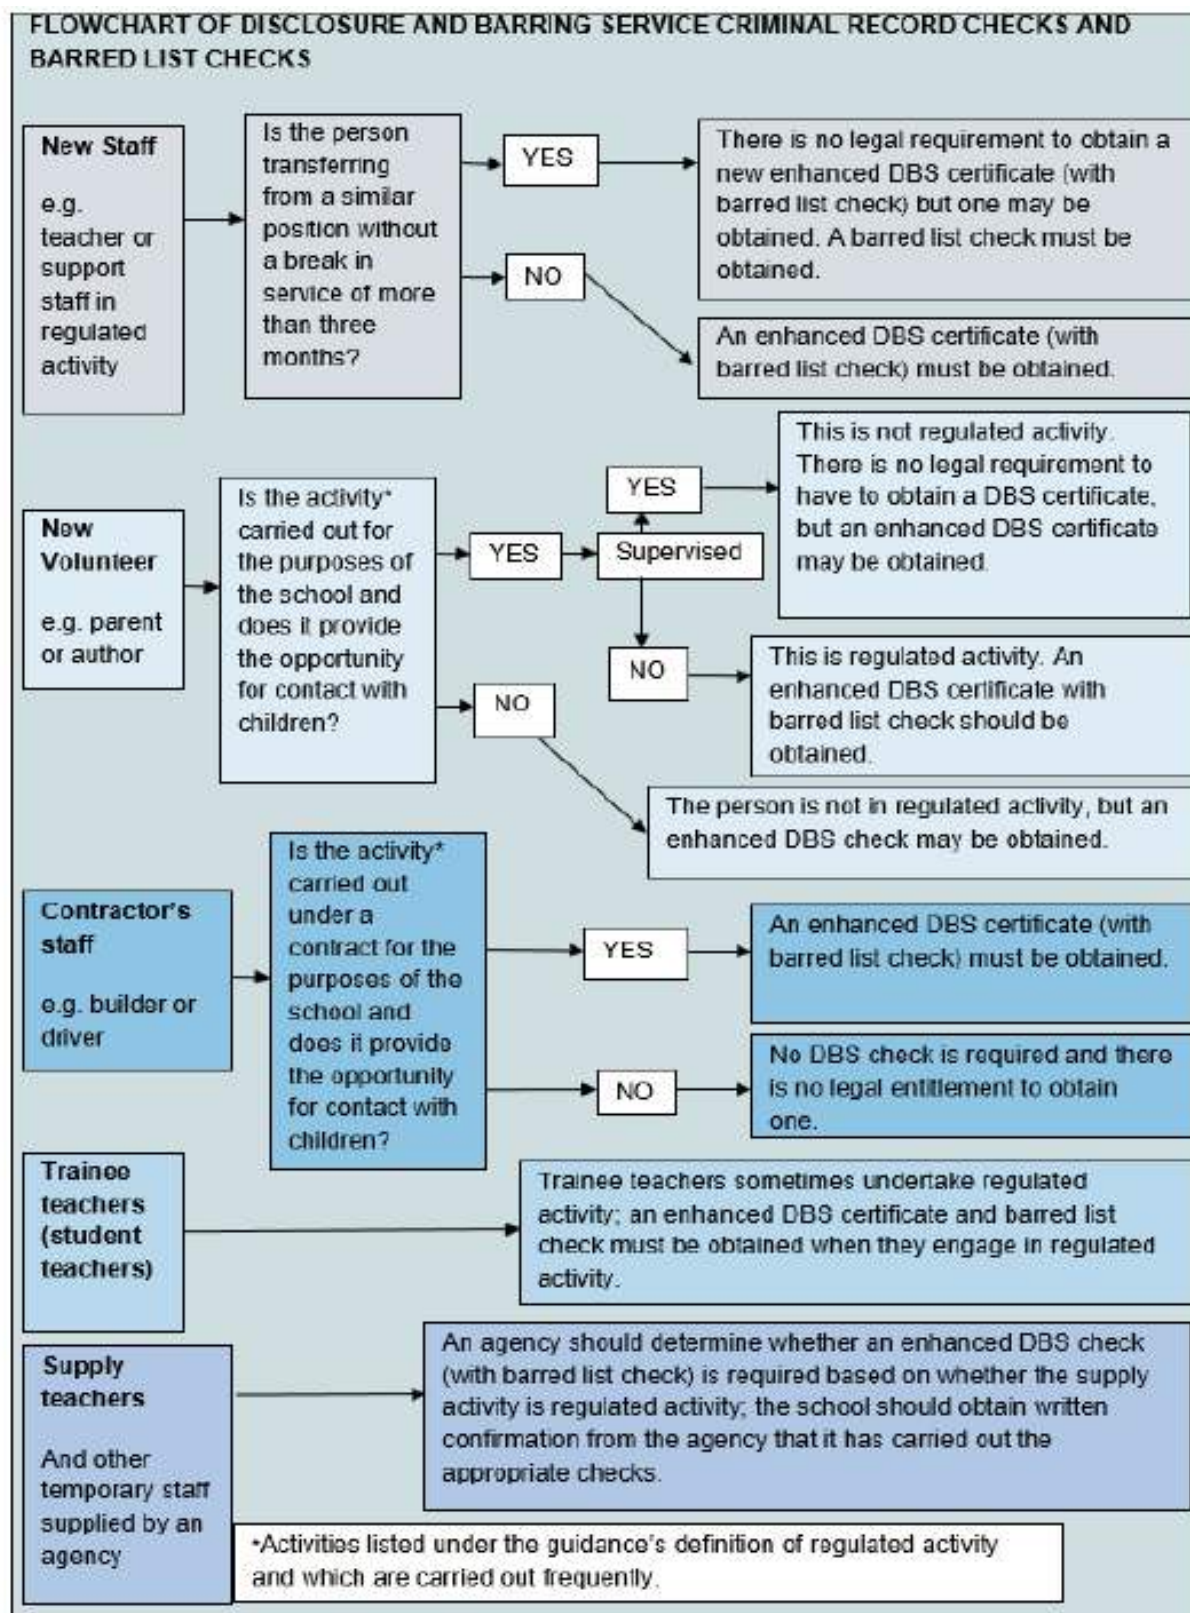 FLOWCHART OF DISCLOSURE AND BARRING SERVICE CRIMINAL RECORD CHECKS AND
BARRED LIST CHECKS
New Staff
e.g.
teacher or
support
staff in
regulated
activity
Is the person
transferring
from a similar
position without
a break in
service of more
than three
months?
YES
There is no legal requirement to obtain a
new enhanced DBS certificate (with
barred list check) but one may be
obtained. A barred list check must be
obtained.
NO
An enhanced DBS certificate (with
barred list check) must be obtained.
New
Volunteer
e.g. parent
or author
Is the activity*
carried out for
the purposes of
the school and
does it provide
the opportunity
for contact with
children?
YES
Supervised
YES
This is not regulated activity.
There is no legal requirement to
have to obtain a DBS certificate,
but an enhanced DBS certificate
may be obtained.
NO
This is regulated activity. An
enhanced DBS certificate with
barred list check should be
obtained.
NO
The person is not in regulated activity, but an
enhanced DBS check may be obtained.
Contractor's
staff
e.g. builder or
driver
Is the activity*
carried out
under a
contract for the
purposes of the
school and
does it provide
the opportunity
for contact with
children?
YES
An enhanced DBS certificate (with
barred list check) must be obtained.
NO
No DBS check is required and there
is no legal entitlement to obtain
one.
Trainee
teachers
(student
teachers)
Trainee teachers sometimes undertake regulated
activity; an enhanced DBS certificate and barred list
check must be obtained when they engage in regulated
activity.
Supply
teachers
And other
temporary staff
supplied by an
agency
An agency should determine whether an enhanced DBS check
(with barred list check) is required based on whether the supply
activity is regulated activity; the school should obtain written
confirmation from the agency that it has carried out the
appropriate checks.
*Activities listed under the guidance's definition of regulated activity
and which are carried out frequently.